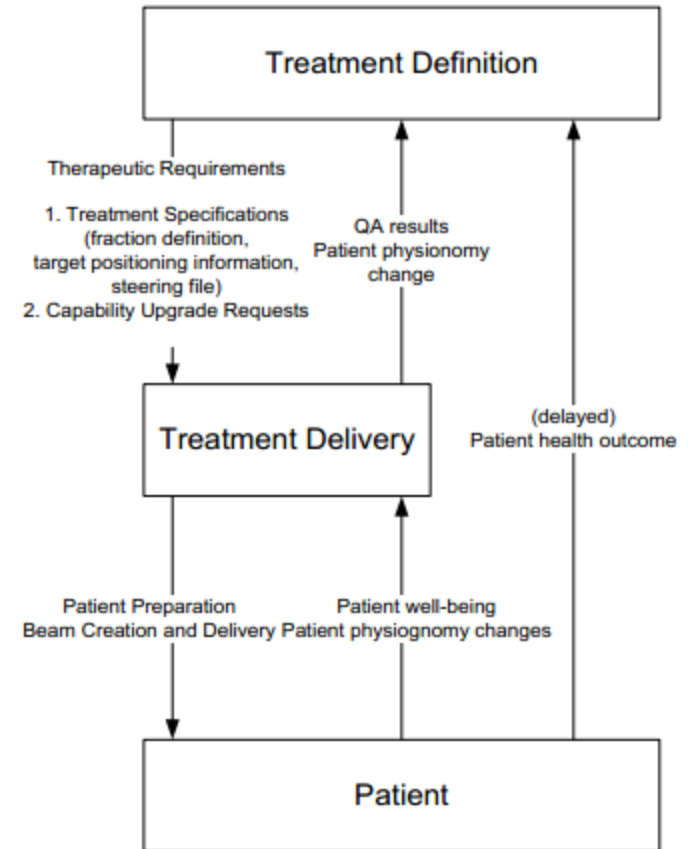 Treatment Definition
Therapeutic Requirements
1. Treatment Specifications
(fraction definition,
target positioning information,
steering file)
2. Capability Upgrade Requests
QA results
Patient physionomy
change
(delayed)
Patient health outcome
Treatment Delivery
Patient Preparation
Beam Creation and Delivery
Patient well-being
Patient physiognomy changes
Patient